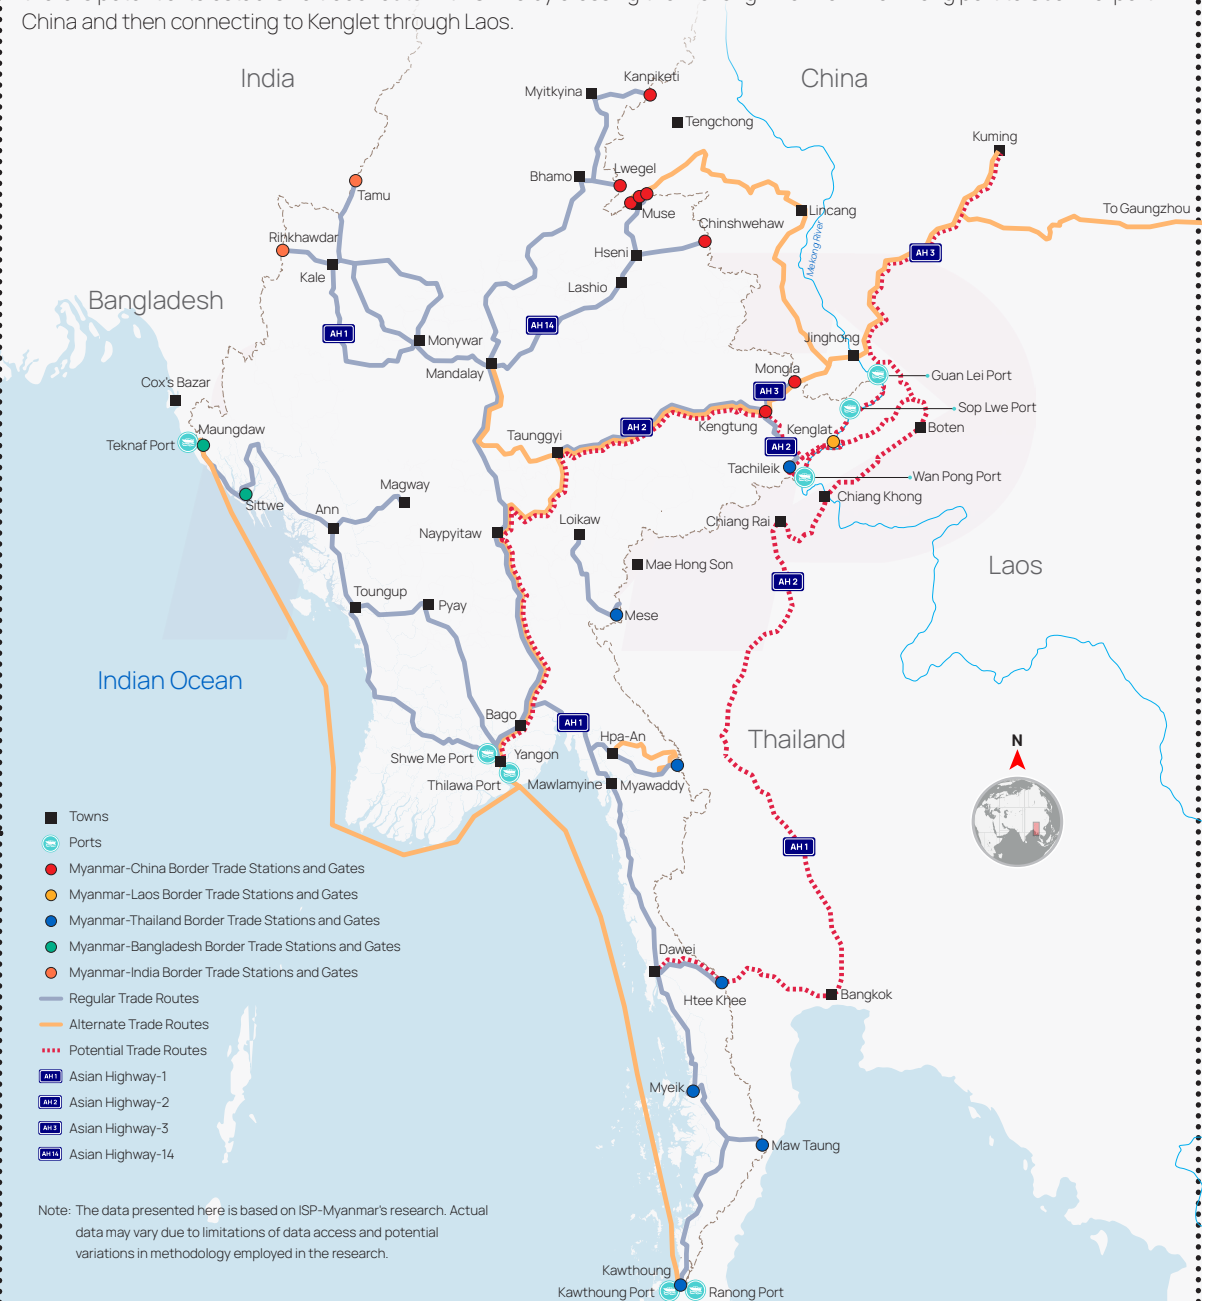 China and then connecting to Kenglet through Laos.
India
China
Kanpiketi
Myitkyina
Tengchong
Kuming
Lwegel
Bhamo
Tamu
Muse
Lincang
To Gaungzhou
Chinshwehaw
Mekong River
Rihkhawdar
Hseni
AH 3
Kale
Lashio
Bangladesh
AH 1
AH 14
Monywar
Jinghong
Mandalay
Mongla
Guan Lei Port
Cox's Bazar
AH 3
Sop Lwe Port
Kengtung
Kenglat
Boten
Maungdaw
Teknaf Port
Taunggyi
AH 2
AH 2
Tachileik
Wan Pong Port
Magway
Chiang Khong
Sittwe
Ann
Loikaw
Chiang Rai
Naypyitaw
Mae Hong Son
Laos
AH 2
Toungup
Pyay
Mese
Indian Ocean
Bago
AH 1
Hpa-An
Thailand
N
Shwe Me Port
Yangon
Thilawa Port
Mawlamyine
Myawaddy
Towns
Ports
AH 1
Myanmar-China Border Trade Stations and Gates
Myanmar-Laos Border Trade Stations and Gates
Myanmar-Thailand Border Trade Stations and Gates
Myanmar-Bangladesh Border Trade Stations and Gates
Myanmar-India Border Trade Stations and Gates
Dawei
Htee Khee
Bangkok
Regular Trade Routes
Alternate Trade Routes
Potential Trade Routes
AH 1 Asian Highway-1
AH 2 Asian Highway-2
AH 3 Asian Highway-3
AH 14 Asian Highway-14
Myeik
Maw Taung
Note: The data presented here is based on ISP-Myanmar's research. Actual
data may vary due to limitations of data access and potential
variations in methodology employed in the research.
Kawthoung
Kawthoung Port
Ranong Port